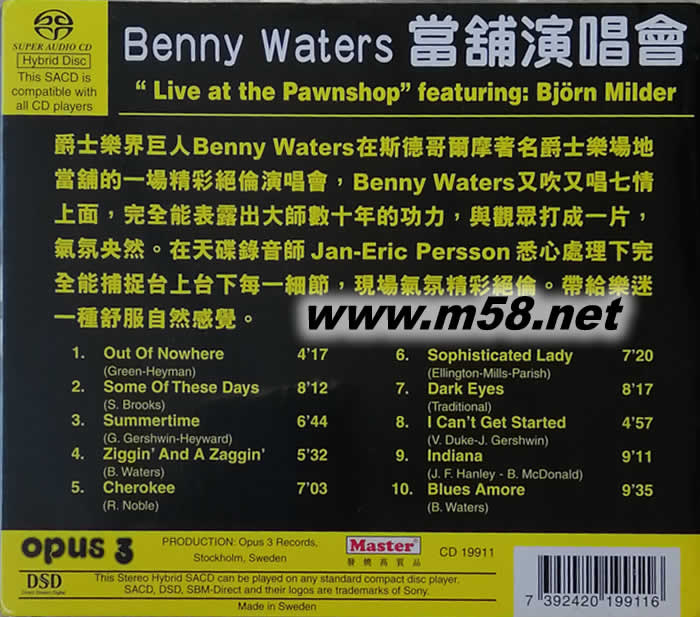 SUPER AUDIO CD
Hybrid Disc
This SACD is
compatible with
all CD players
Benny Waters 當舖演唱會
“ Live at the Pawnshop” featuring: Björn Milder
爵士樂界巨人Benny Waters在斯德哥爾摩著名爵士樂場地
當舖的一場精彩絕倫演唱會，Benny Waters又吹又唱七情
上面，完全能表露出大師數十年的功力，與觀眾打成一片，
氣氛央然。在天碟錄音師 Jan-Eric Persson 悉心處理下完
全能捕捉台上台下每一細節，現場氣氛精彩絕倫。帶給樂迷
一種舒服自然感覺。
www.m58.net
1. Out Of Nowhere 4'17
(Green-Heyman)
2. Some Of These Days 8'12
(S. Brooks)
3. Summertime 6'44
(G. Gershwin-Heyward)
4. Ziggin' And A Zaggin' 5'32
(B. Waters)
5. Cherokee 7'03
(R. Noble)
6. Sophisticated Lady 7'20
(Ellington-Mills-Parish)
7. Dark Eyes 8'17
(Traditional)
8. I Can't Get Started 4'57
(V. Duke-J. Gershwin)
9. Indiana 9'11
(J. F. Hanley - B. McDonald)
10. Blues Amore 9'35
(B. Waters)
opus 3
PRODUCTION: Opus 3 Records,
Stockholm, Sweden
Master
發燒高質品
CD 19911
DSD
Direct Stream Digital
This Stereo Hybrid SACD can be played on any standard compact disc player.
SACD, DSD, SBM-Direct and their logos are trademarks of Sony.
Made in Sweden
7 392420 199116